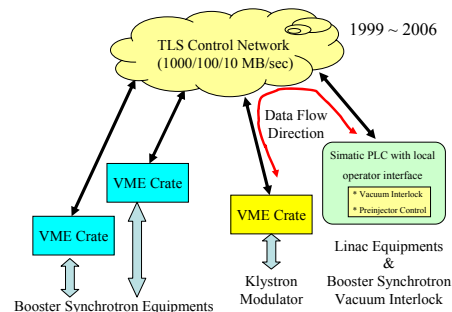 1999 ~ 2006
TLS Control Network
(1000/100/10 MB/sec)
Data Flow
Direction
Simatic PLC with local
operator interface
* Vacuum Interlock
* Preinjector Control
VME Crate
VME Crate
VME Crate
Linac Equipments
&
Booster Synchrotron
Vacuum Interlock
Klystron
Modulator
Booster Synchrotron Equipments